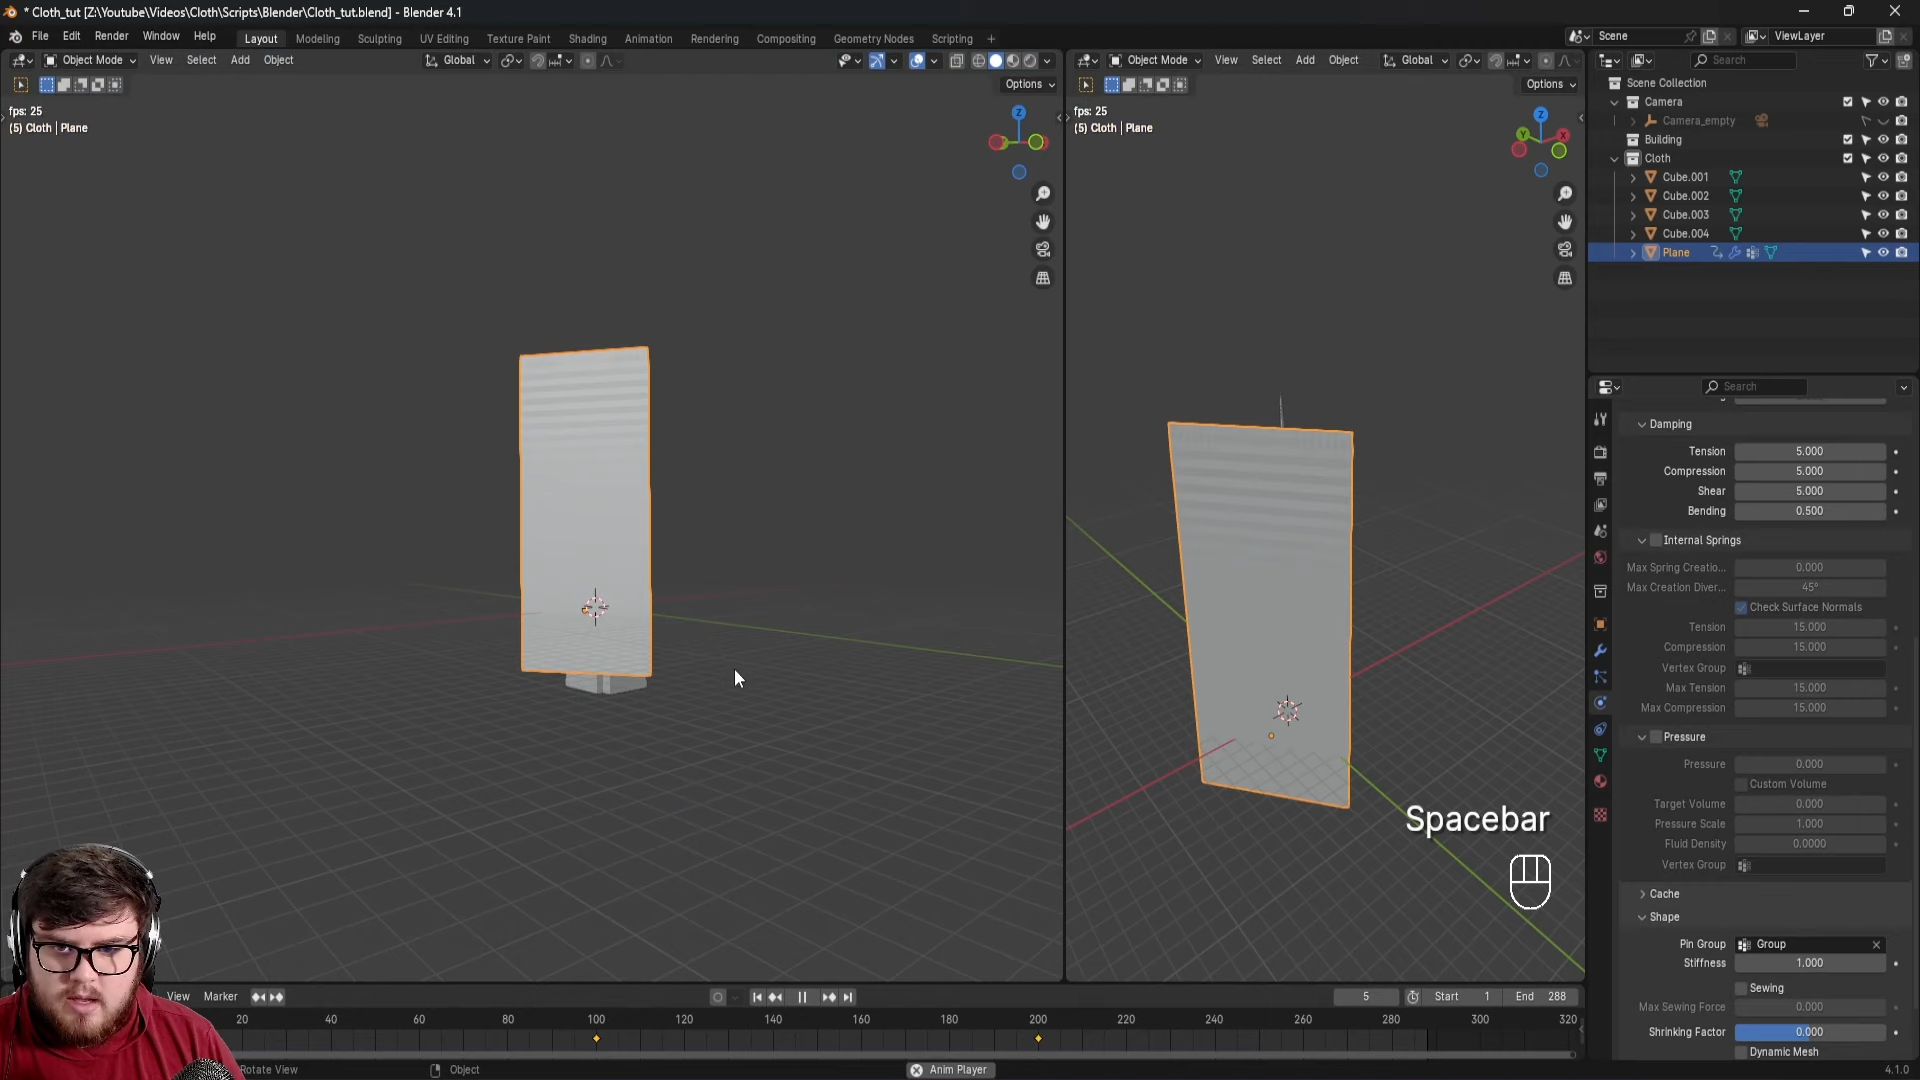 * Cloth_tut [Z:\Youtube\Videos\Cloth\Scripts\Blender\Cloth_tut.blend] - Blender 4.1
File Edit Render Window Help Layout Modeling Sculpting UV Editing Texture Paint Shading Animation Rendering Compositing Geometry Nodes Scripting + Scene ViewLayer
Object Mode View Select Add Object Global
Object Mode View Select Add Object Global
Search
Options
Options
Scene Collection
Camera
Camera_empty
Building
Cloth
Cube.001
Cube.002
Cube.003
Cube.004
Plane
fps: 25
(5) Cloth | Plane
Z
fps: 25
(5) Cloth | Plane
Z
Y
X
Search
Damping
Tension 5.000
Compression 5.000
Shear 5.000
Bending 0.500
Internal Springs
Max Spring Creatio... 0.000
Max Creation Diver... 45°
Check Surface Normals
Tension 15.000
Compression 15.000
Vertex Group
Max Tension 15.000
Max Compression 15.000
Pressure
Pressure 0.000
Custom Volume
Target Volume 0.000
Pressure Scale 1.000
Fluid Density 0.0000
Vertex Group
Cache
Shape
Pin Group Group
Stiffness 1.000
Sewing
Max Sewing Force 0.000
Shrinking Factor 0.000
Dynamic Mesh
Spacebar
View Marker 5 Start 1 End 288
20 40 60 80 100 120 140 160 180 200 220 240 260 280 300 320
Rotate View Object Anim Player 4.1.0